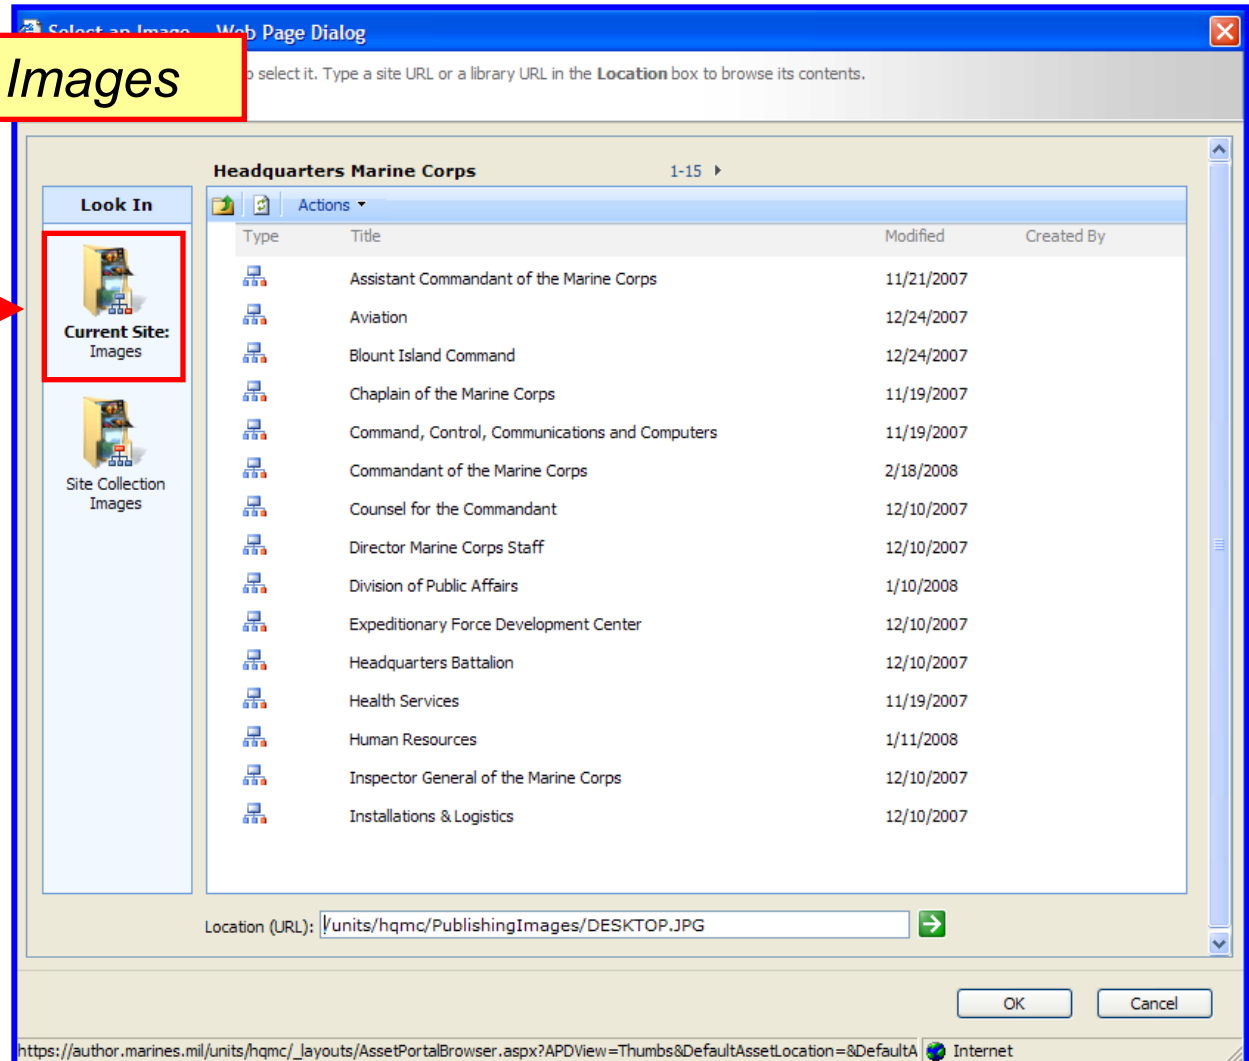 Select an Image -- Web Page Dialog
Images
to select it. Type a site URL or a library URL in the Location box to browse its contents.
Headquarters Marine Corps 1-15
Look In
Actions
Type Title Modified Created By
Current Site:
Images
Site Collection
Images
Assistant Commandant of the Marine Corps 11/21/2007
Aviation 12/24/2007
Blount Island Command 12/24/2007
Chaplain of the Marine Corps 11/19/2007
Command, Control, Communications and Computers 11/19/2007
Commandant of the Marine Corps 2/18/2008
Counsel for the Commandant 12/10/2007
Director Marine Corps Staff 12/10/2007
Division of Public Affairs 1/10/2008
Expeditionary Force Development Center 12/10/2007
Headquarters Battalion 12/10/2007
Health Services 11/19/2007
Human Resources 1/11/2008
Inspector General of the Marine Corps 12/10/2007
Installations & Logistics 12/10/2007
Location (URL): /units/hqmc/PublishingImages/DESKTOP.JPG
OK Cancel
https://author.marines.mil/units/hqmc/_layouts/AssetPortalBrowser.aspx?APDView=Thumbs&DefaultAssetLocation=&DefaultA Internet